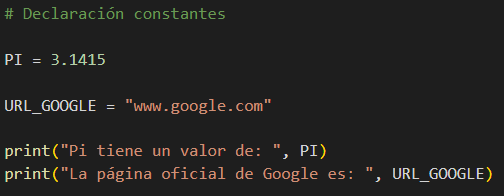 # Declaración constantes
PI = 3.1415
URL_GOOGLE = "www.google.com"
print("Pi tiene un valor de: ", PI)
print("La página oficial de Google es: ", URL_GOOGLE)